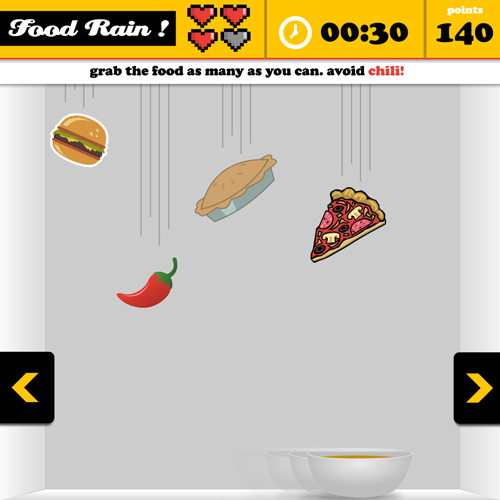 Food Rain !
00:30
points
140
grab the food as many as you can. avoid chili!